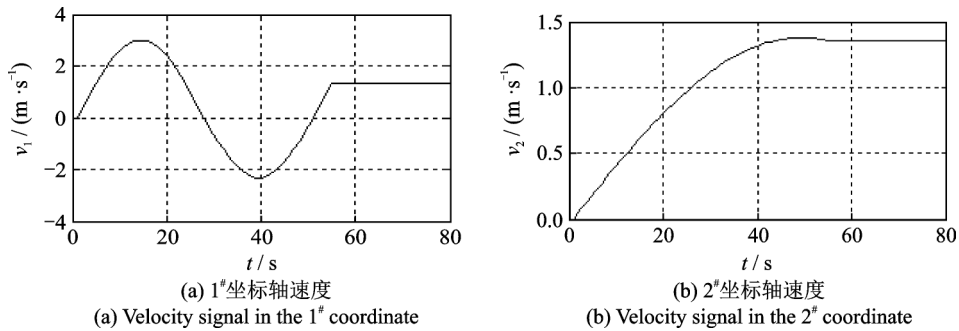 4
2
0
−2
−4
v₁ / (m ·s⁻¹)
0 20 40 60 80
t / s
(a) 1#坐标轴速度
(a) Velocity signal in the 1# coordinate
1.5
1.0
0.5
0.0
v₂ / (m ·s⁻¹)
0 20 40 60 80
t / s
(b) 2#坐标轴速度
(b) Velocity signal in the 2# coordinate